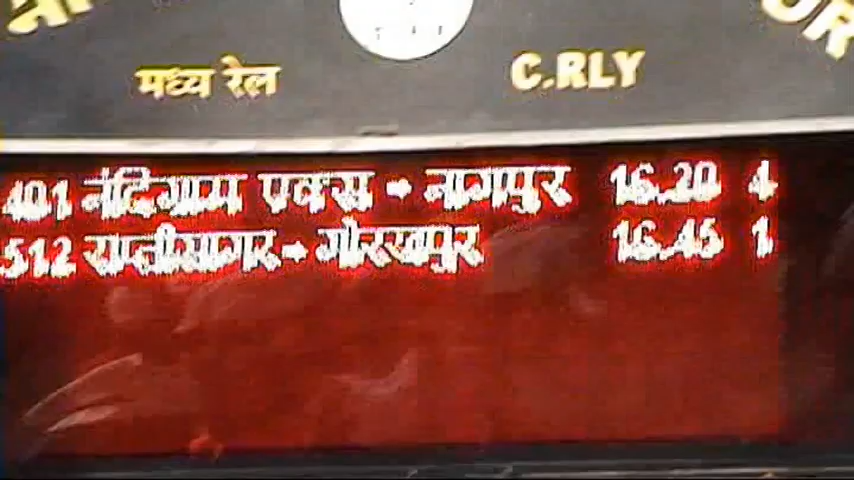 मध्य रेल C.RLY
401 नंदिग्राम एक्स → नागपुर 16.20 4
512 राप्तीसागर → गोरखपुर 16.45 1